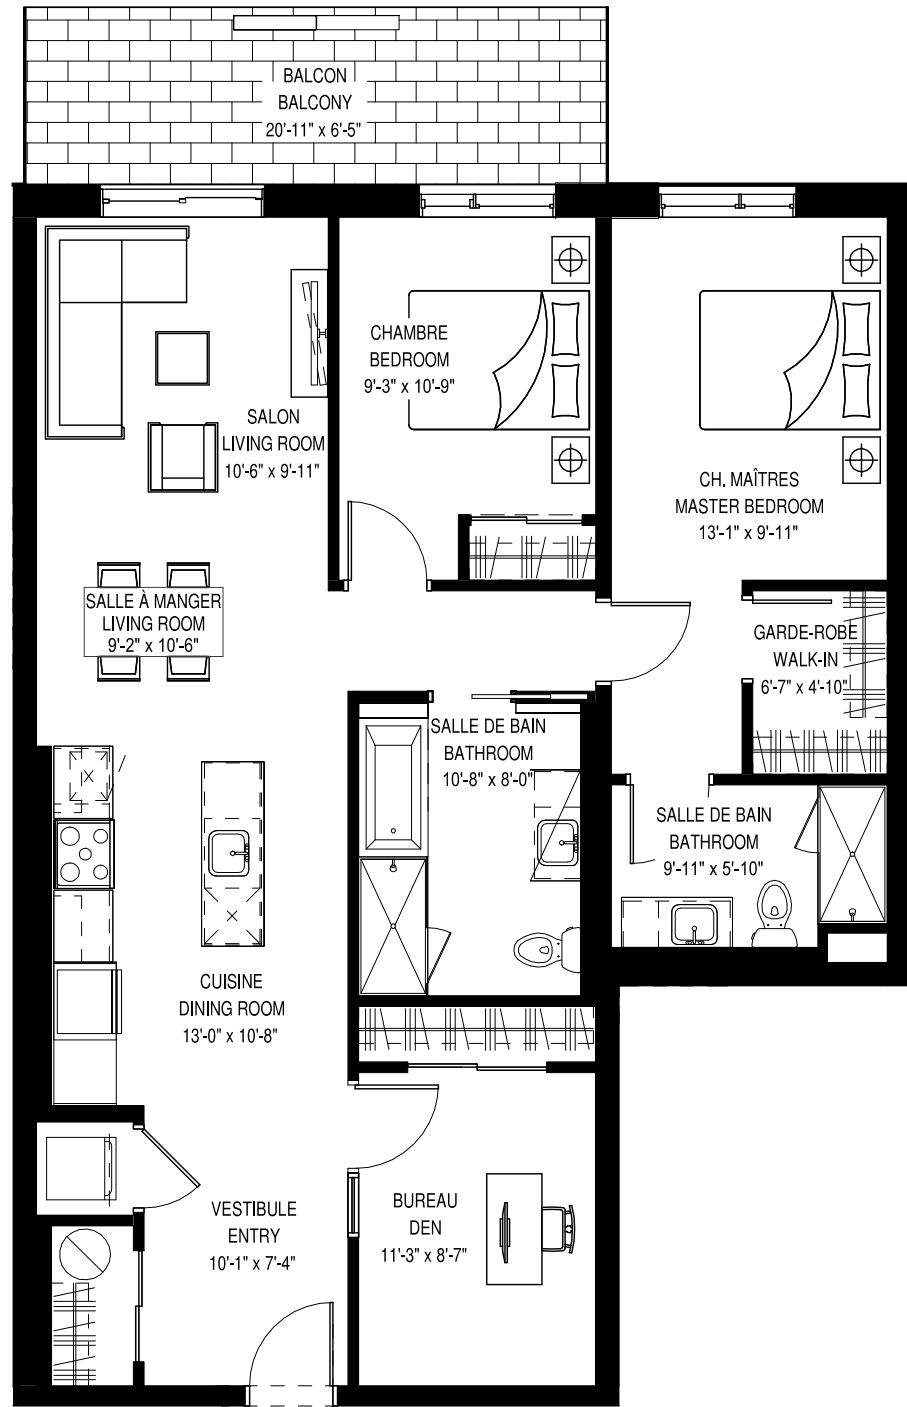 BALCON
BALCONY
20'-11" x 6'-5"
CHAMBRE
BEDROOM
9'-3" x 10'-9"
SALON
LIVING ROOM
10'-6" x 9'-11"
CH. MAÎTRES
MASTER BEDROOM
13'-1" x 9'-11"
SALLE À MANGER
LIVING ROOM
9'-2" x 10'-6"
GARDE-ROBE
WALK-IN
6'-7" x 4'-10"
SALLE DE BAIN
BATHROOM
10'-8" x 8'-0"
SALLE DE BAIN
BATHROOM
9'-11" x 5'-10"
CUISINE
DINING ROOM
13'-0" x 10'-8"
VESTIBULE
ENTRY
10'-1" x 7'-4"
BUREAU
DEN
11'-3" x 8'-7"